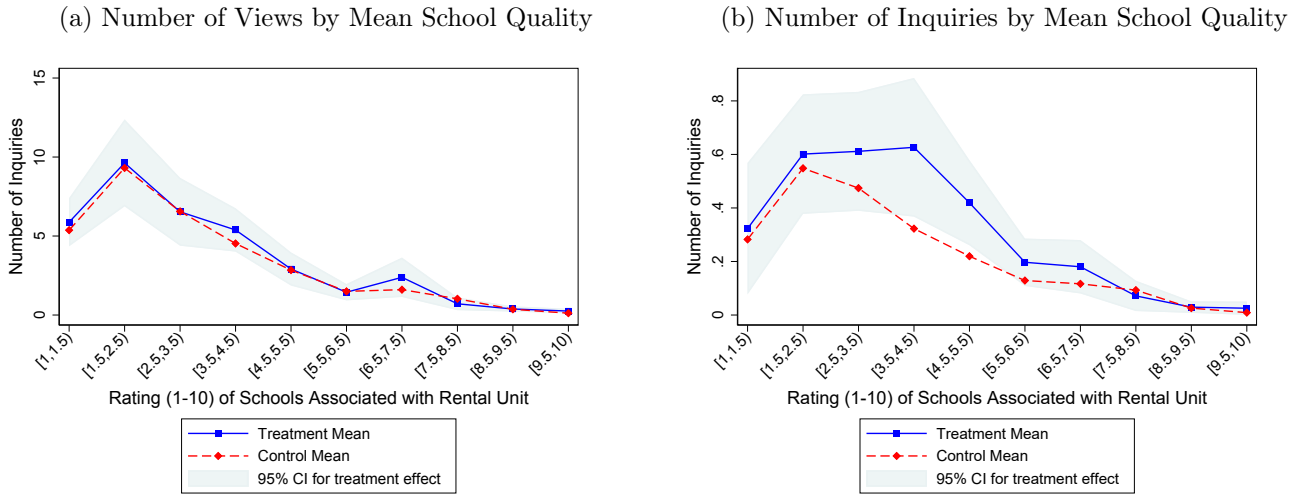 (a) Number of Views by Mean School Quality
Number of Inquiries
15
10
5
0
[1,1.5)
[1.5,2.5)
[2.5,3.5)
[3.5,4.5)
[4.5,5.5)
[5.5,6.5)
[6.5,7.5)
[7.5,8.5)
[8.5,9.5)
[9.5,10)
Rating (1-10) of Schools Associated with Rental Unit
Treatment Mean
Control Mean
95% CI for treatment effect
(b) Number of Inquiries by Mean School Quality
Number of Inquiries
.8
.6
.4
.2
0
[1,1.5)
[1.5,2.5)
[2.5,3.5)
[3.5,4.5)
[4.5,5.5)
[5.5,6.5)
[6.5,7.5)
[7.5,8.5)
[8.5,9.5)
[9.5,10)
Rating (1-10) of Schools Associated with Rental Unit
Treatment Mean
Control Mean
95% CI for treatment effect